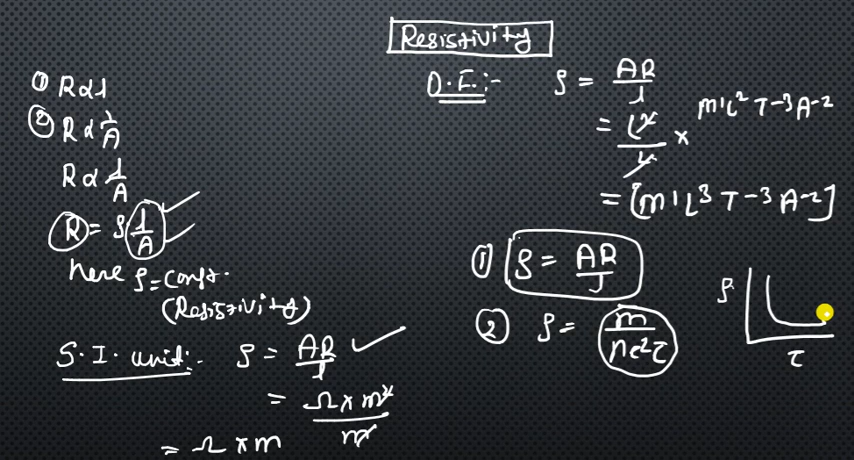 Resistivity
① R α l
② R α 1/A
R α l/A
R = ρ l/A
here ρ = const.
(Resistivity)
S.I. unit:- ρ = AR/l
= Ω x m²/m
= Ω x m
D.F.:- ρ = AR/l
= L²/L x M¹L²T-3A-2
= [M¹L³T-3A-2]
① ρ = AR/l
② ρ = m/ne²τ
ρ
τ